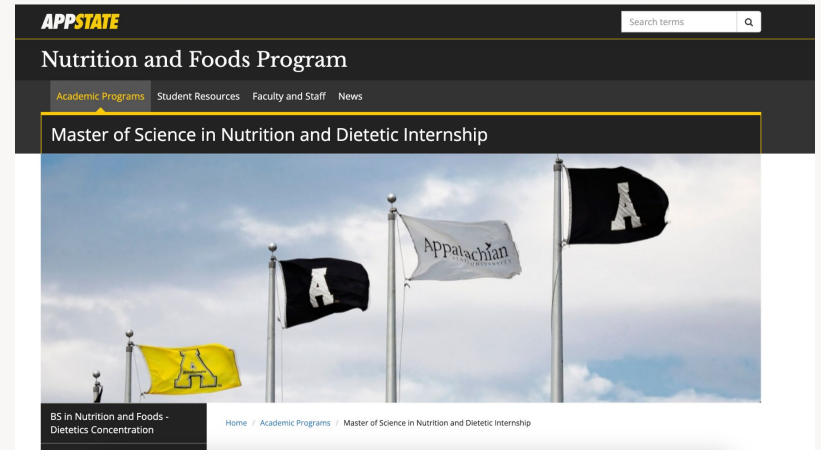 APPSTATE
Search terms
Nutrition and Foods Program
Academic Programs Student Resources Faculty and Staff News
Master of Science in Nutrition and Dietetic Internship
A
Appalachian
A
A
BS in Nutrition and Foods -
Dietetics Concentration
Home / Academic Programs / Master of Science in Nutrition and Dietetic Internship